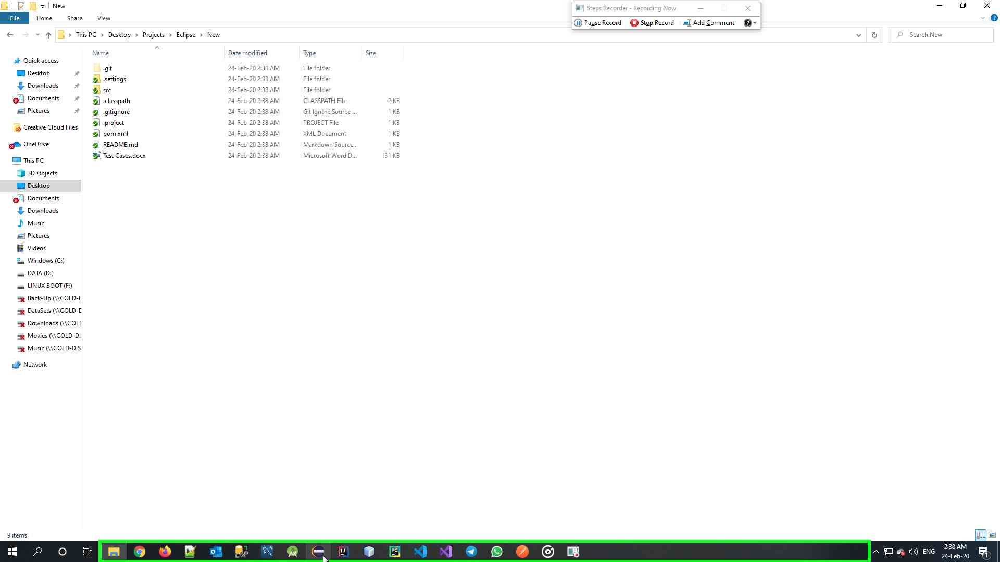 New
Steps Recorder - Recording Now
File Home Share View
Pause Record Stop Record Add Comment
This PC Desktop Projects Eclipse New
Search New
Name Date modified Type Size
Quick access
Desktop
Downloads
Documents
Pictures
Creative Cloud Files
OneDrive
This PC
3D Objects
Desktop
Documents
Downloads
Music
Pictures
Videos
Windows (C:)
DATA (D:)
LINUX BOOT (F:)
Back-Up (\\COLD-D
DataSets (\\COLD-D
Downloads (\\COLD
Movies (\\COLD-DI
Music (\\COLD-DIS
Network
.git 24-Feb-20 2:38 AM File folder
.settings 24-Feb-20 2:38 AM File folder
src 24-Feb-20 2:38 AM File folder
.classpath 24-Feb-20 2:38 AM CLASSPATH File 2 KB
.gitignore 24-Feb-20 2:38 AM Git Ignore Source ... 1 KB
.project 24-Feb-20 2:38 AM PROJECT File 1 KB
pom.xml 24-Feb-20 2:38 AM XML Document 1 KB
README.md 24-Feb-20 2:38 AM Markdown Source... 1 KB
Test Cases.docx 24-Feb-20 2:38 AM Microsoft Word D... 31 KB
9 items
IJ
PC
ENG
2:38 AM
24-Feb-20
1